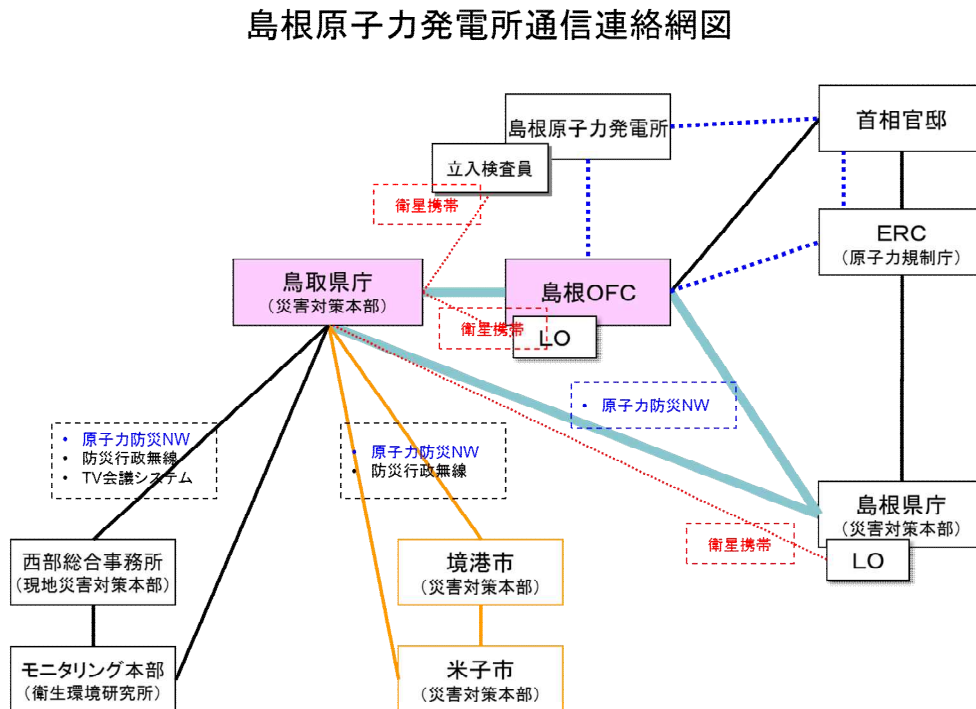 島根原子力発電所通信連絡網図
島根原子力発電所
首相官邸
立入検査員
衛星携帯
ERC
(原子力規制庁)
鳥取県庁
(災害対策本部)
島根OFC
衛星携帯
LO
• 原子力防災NW
• 原子力防災NW
• 防災行政無線
• TV会議システム
• 原子力防災NW
• 防災行政無線
島根県庁
(災害対策本部)
衛星携帯
LO
西部総合事務所
(現地災害対策本部)
境港市
(災害対策本部)
モニタリング本部
(衛生環境研究所)
米子市
(災害対策本部)